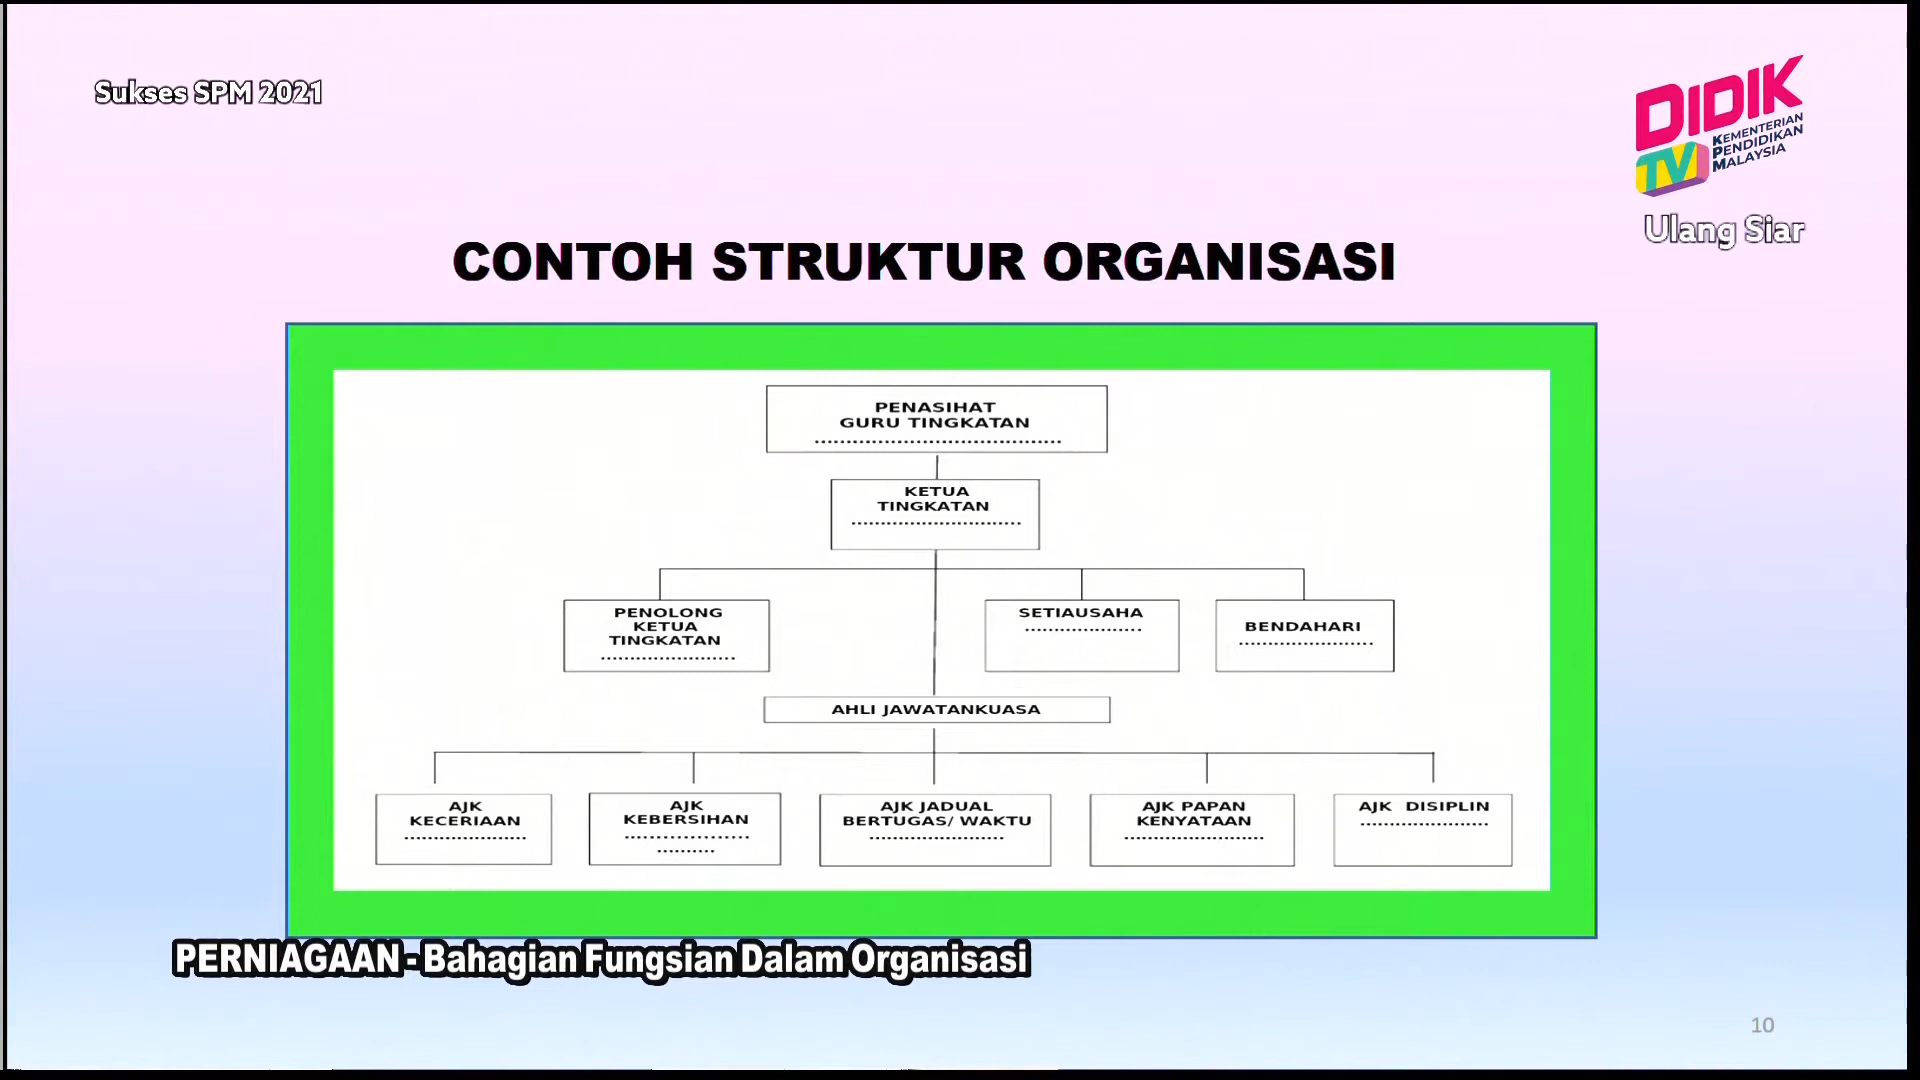 Sukses SPM 2021
DIDIK
TV
KEMENTERIAN
PENDIDIKAN
MALAYSIA
Ulang Siar
CONTOH STRUKTUR ORGANISASI
PENASIHAT
GURU TINGKATAN
......................................
KETUA
TINGKATAN
..........................
PENOLONG
KETUA
TINGKATAN
.....................
SETIAUSAHA
..................
BENDAHARI
.....................
AHLI JAWATANKUASA
AJK
KECERIAAN
...................
AJK
KEBERSIHAN
...................
.........
AJK JADUAL
BERTUGAS/ WAKTU
.....................
AJK PAPAN
KENYATAAN
......................
AJK DISIPLIN
....................
PERNIAGAAN - Bahagian Fungsian Dalam Organisasi
10